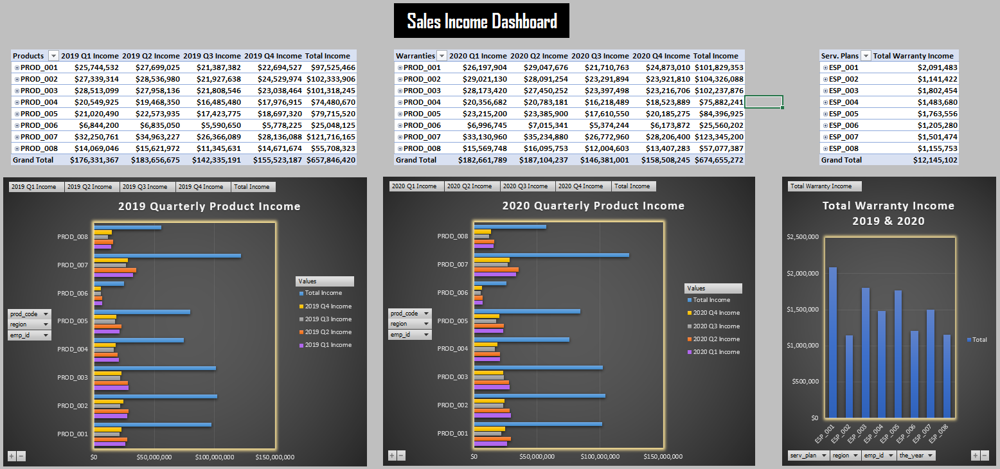 Sales Income Dashboard
Products 2019 Q1 Income 2019 Q2 Income 2019 Q3 Income 2019 Q4 Income Total Income
PROD_001 $25,744,532 $27,699,025 $21,387,382 $22,694,527 $97,525,466
PROD_002 $27,339,314 $28,536,980 $21,927,638 $24,529,974 $102,333,906
PROD_003 $28,513,099 $27,958,136 $21,808,546 $23,038,464 $101,318,245
PROD_004 $20,549,925 $19,468,350 $16,485,480 $17,976,915 $74,480,670
PROD_005 $21,020,490 $22,573,935 $17,423,775 $18,697,320 $79,715,520
PROD_006 $6,844,200 $6,835,050 $5,590,650 $5,778,225 $25,048,125
PROD_007 $32,250,761 $34,963,227 $26,366,089 $28,136,088 $121,716,165
PROD_008 $14,069,046 $15,621,972 $11,345,631 $14,671,674 $55,708,323
Grand Total $176,331,367 $183,656,675 $142,335,191 $155,523,187 $657,846,420
Warranties 2020 Q1 Income 2020 Q2 Income 2020 Q3 Income 2020 Q4 Income Total Income
PROD_001 $26,197,904 $29,047,676 $21,710,763 $24,873,010 $101,829,353
PROD_002 $29,021,130 $28,091,254 $23,291,894 $23,921,810 $104,326,088
PROD_003 $28,173,420 $27,450,252 $23,397,498 $23,216,706 $102,237,876
PROD_004 $20,356,682 $20,783,181 $16,218,489 $18,523,889 $75,882,241
PROD_005 $23,215,200 $23,385,900 $17,610,550 $20,185,275 $84,396,925
PROD_006 $6,996,745 $7,015,341 $5,374,244 $6,173,872 $25,560,202
PROD_007 $33,130,960 $35,234,880 $26,772,960 $28,206,400 $123,345,200
PROD_008 $15,569,748 $16,095,753 $12,004,603 $13,407,283 $57,077,387
Grand Total $182,661,789 $187,104,237 $146,381,001 $158,508,245 $674,655,272
Serv. Plans Total Warranty Income
ESP_001 $2,091,483
ESP_002 $1,141,422
ESP_003 $1,802,454
ESP_004 $1,483,680
ESP_005 $1,763,556
ESP_006 $1,205,280
ESP_007 $1,501,474
ESP_008 $1,155,753
Grand Total $12,145,102
2019 Q1 Income 2019 Q2 Income 2019 Q3 Income 2019 Q4 Income Total Income
2019 Quarterly Product Income
PROD_008
PROD_007
PROD_006
PROD_005
PROD_004
PROD_003
PROD_002
PROD_001
$0 $50,000,000 $100,000,000 $150,000,000
prod_code
region
emp_id
Values
Total Income
2019 Q4 Income
2019 Q3 Income
2019 Q2 Income
2019 Q1 Income
2020 Q1 Income 2020 Q2 Income 2020 Q3 Income 2020 Q4 Income Total Income
2020 Quarterly Product Income
PROD_008
PROD_007
PROD_006
PROD_005
PROD_004
PROD_003
PROD_002
PROD_001
$0 $50,000,000 $100,000,000 $150,000,000
prod_code
region
emp_id
Values
Total Income
2020 Q4 Income
2020 Q3 Income
2020 Q2 Income
2020 Q1 Income
Total Warranty Income
Total Warranty Income
2019 & 2020
$2,500,000
$2,000,000
$1,500,000
$1,000,000
$500,000
$0
ESP_001 ESP_002 ESP_003 ESP_004 ESP_005 ESP_006 ESP_007 ESP_008
Total
serv_plan region emp_id the_year